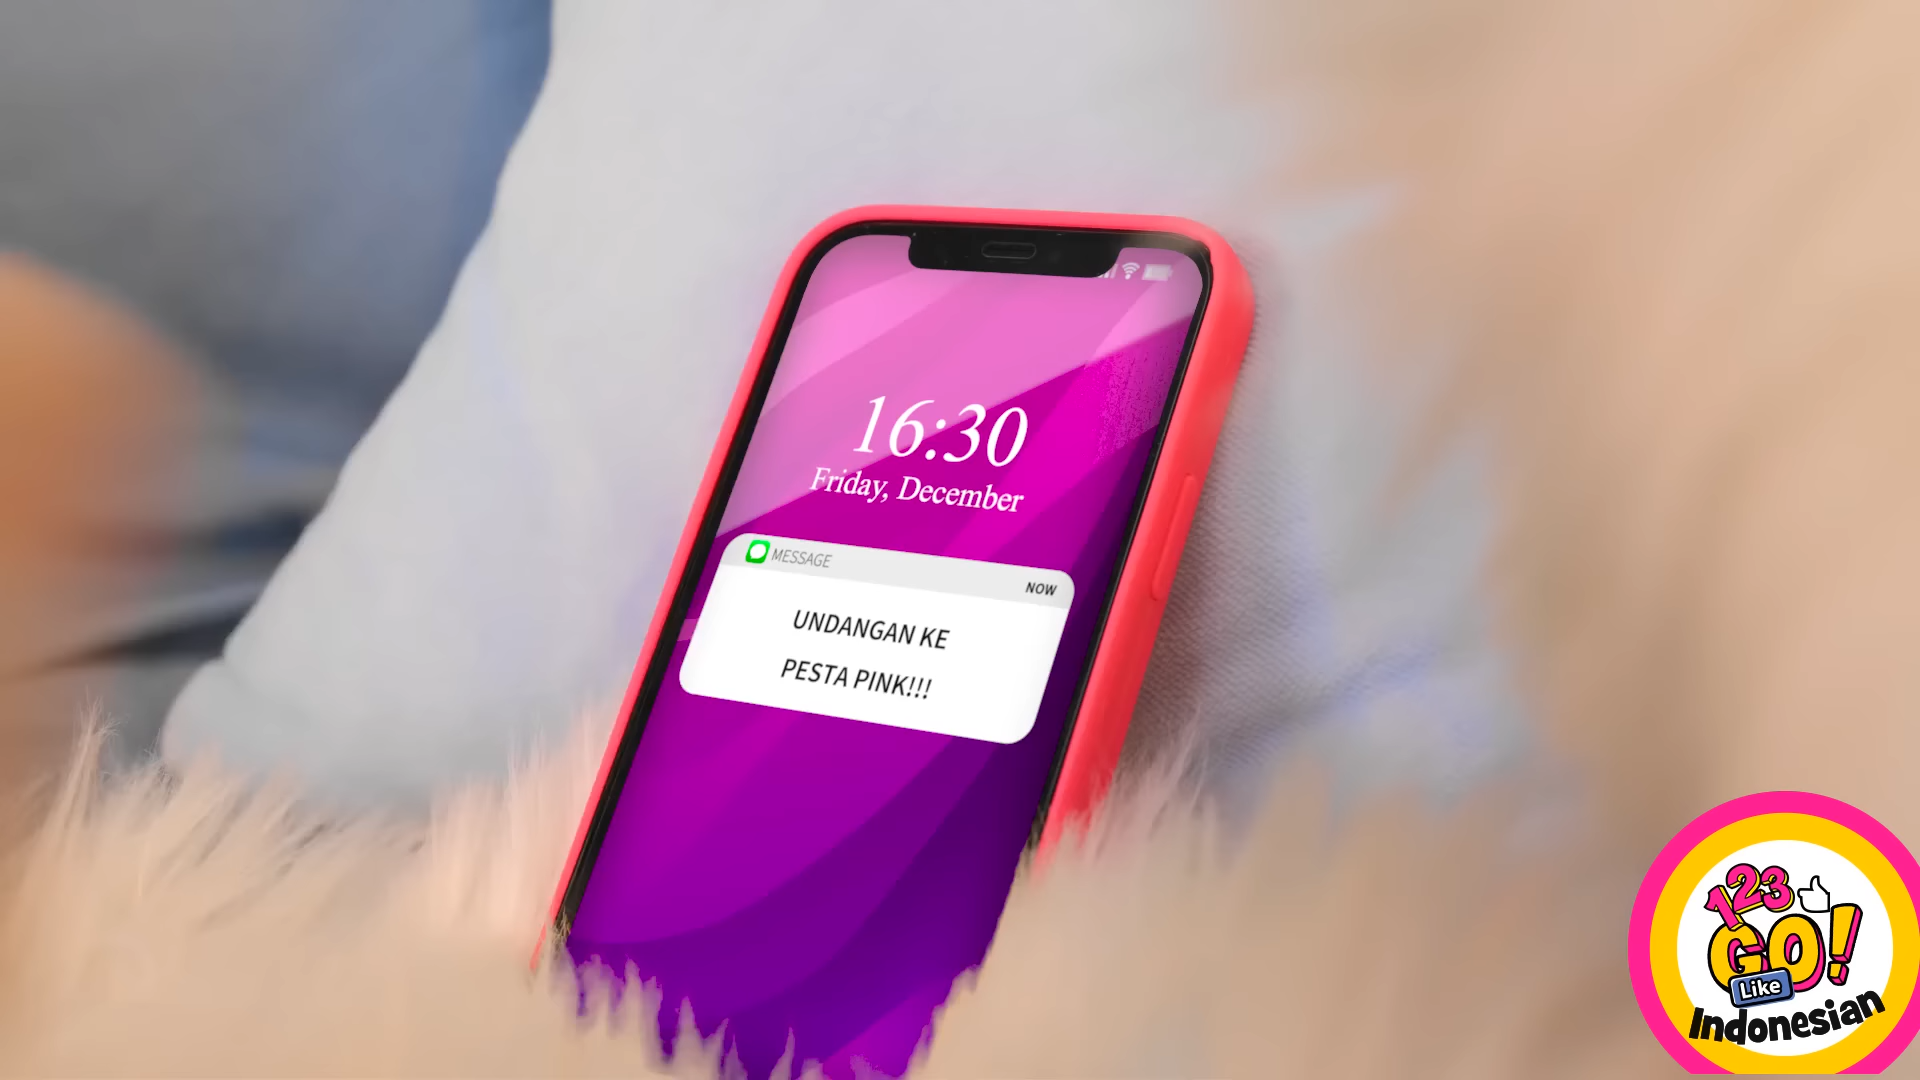 16:30
Friday, December
MESSAGE
NOW
UNDANGAN KE
PESTA PINK!!!
123
GO!
Like
Indonesian